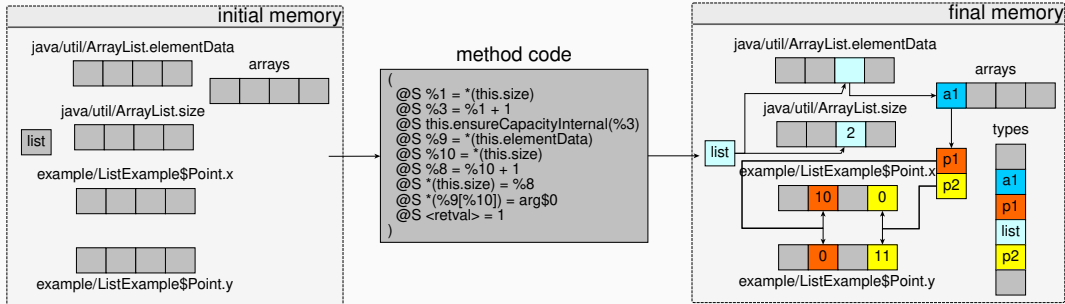 initial memory
java/util/ArrayList.elementData
arrays
java/util/ArrayList.size
list
example/ListExample$Point.x
example/ListExample$Point.y
method code
(
@S %1 = *(this.size)
@S %3 = %1 + 1
@S this.ensureCapacityInternal(%3)
@S %9 = *(this.elementData)
@S %10 = *(this.size)
@S %8 = %10 + 1
@S *(this.size) = %8
@S *(%9[%10]) = arg$0
@S <retval> = 1
)
final memory
java/util/ArrayList.elementData
arrays
a1
java/util/ArrayList.size
2
list
types
p1
p2
example/ListExample$Point.x
10
0
0
11
example/ListExample$Point.y
a1
p1
list
p2